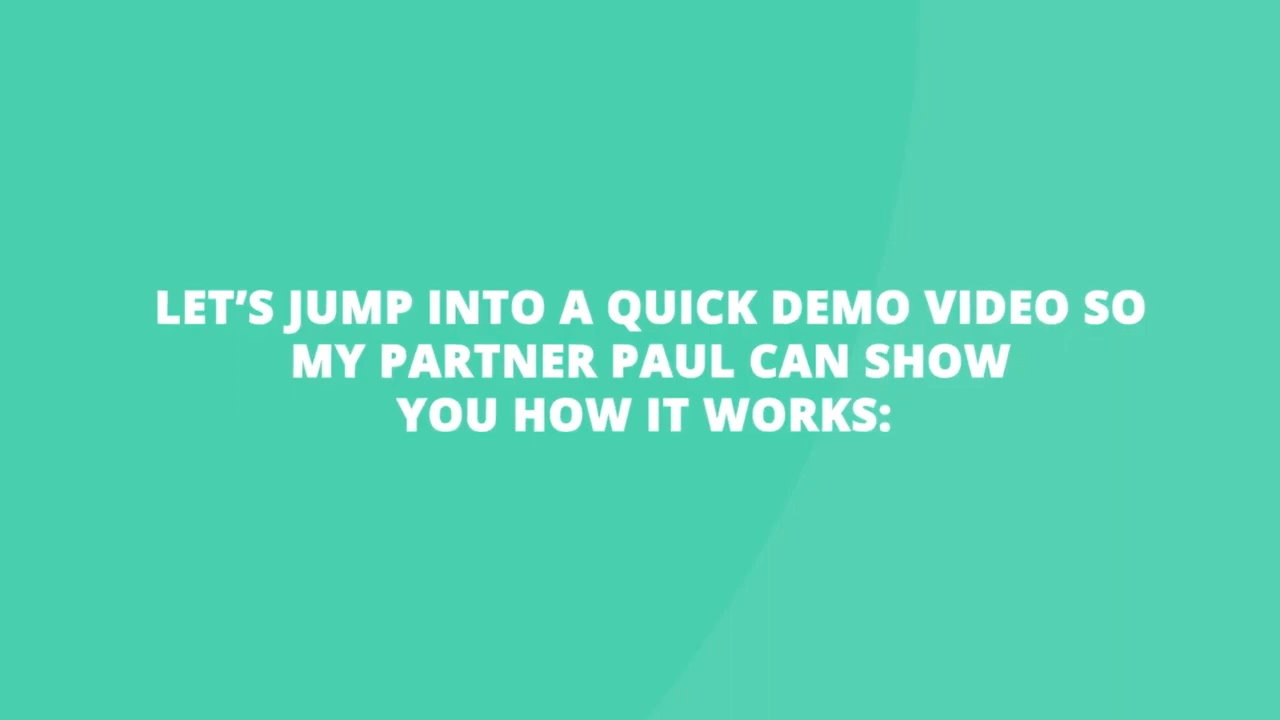 LET’S JUMP INTO A QUICK DEMO VIDEO SO
MY PARTNER PAUL CAN SHOW
YOU HOW IT WORKS: